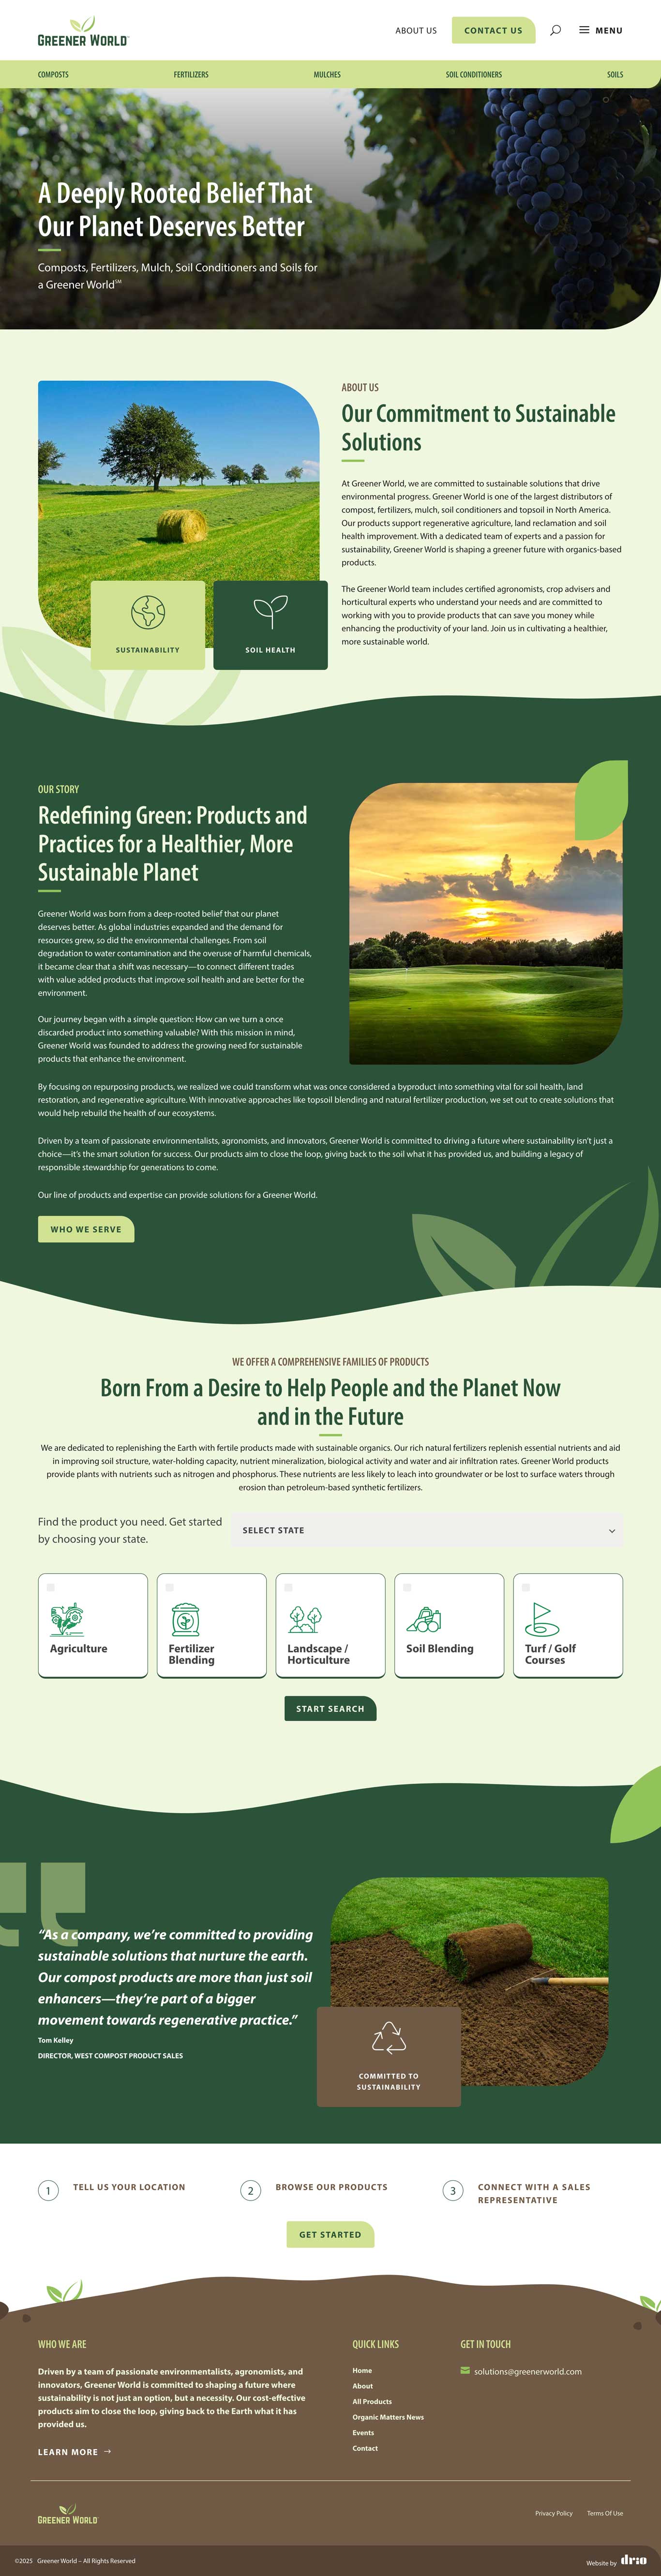 GREENER WORLD
ABOUT US
CONTACT US
MENU
COMPOSTS
FERTILIZERS
MULCHES
SOIL CONDITIONERS
SOILS
A Deeply Rooted Belief That
Our Planet Deserves Better
Composts, Fertilizers, Mulch, Soil Conditioners and Soils for
a Greener World℠
ABOUT US
Our Commitment to Sustainable
Solutions
At Greener World, we are committed to sustainable solutions that drive
environmental progress. Greener World is one of the largest distributors of
compost, fertilizers, mulch, soil conditioners and topsoil in North America.
Our products support regenerative agriculture, land reclamation and soil
health improvement. With a dedicated team of experts and a passion for
sustainability, Greener World is shaping a greener future with organics-based
products.
The Greener World team includes certified agronomists, crop advisers and
horticultural experts who understand your needs and are committed to
working with you to provide products that can save you money while
enhancing the productivity of your land. Join us in cultivating a healthier,
more sustainable world.
SUSTAINABILITY
SOIL HEALTH
OUR STORY
Redefining Green: Products and
Practices for a Healthier, More
Sustainable Planet
Greener World was born from a deep-rooted belief that our planet
deserves better. As global industries expanded and the demand for
resources grew, so did the environmental challenges. From soil
degradation to water contamination and the overuse of harmful chemicals,
it became clear that a shift was necessary—to connect different trades
with value added products that improve soil health and are better for the
environment.
Our journey began with a simple question: How can we turn a once
discarded product into something valuable? With this mission in mind,
Greener World was founded to address the growing need for sustainable
products that enhance the environment.
By focusing on repurposing products, we realized we could transform what was once considered a byproduct into something vital for soil health, land
restoration, and regenerative agriculture. With innovative approaches like topsoil blending and natural fertilizer production, we set out to create solutions that
would help rebuild the health of our ecosystems.
Driven by a team of passionate environmentalists, agronomists, and innovators, Greener World is committed to driving a future where sustainability isn't just a
choice—it's the smart solution for success. Our products aim to close the loop, giving back to the soil what it has provided us, and building a legacy of
responsible stewardship for generations to come.
Our line of products and expertise can provide solutions for a Greener World.
WHO WE SERVE
WE OFFER A COMPREHENSIVE FAMILIES OF PRODUCTS
Born From a Desire to Help People and the Planet Now
and in the Future
We are dedicated to replenishing the Earth with fertile products made with sustainable organics. Our rich natural fertilizers replenish essential nutrients and aid
in improving soil structure, water-holding capacity, nutrient mineralization, biological activity and water and air infiltration rates. Greener World products
provide plants with nutrients such as nitrogen and phosphorus. These nutrients are less likely to leach into groundwater or be lost to surface waters through
erosion than petroleum-based synthetic fertilizers.
Find the product you need. Get started
by choosing your state.
SELECT STATE
Agriculture
Fertilizer
Blending
Landscape /
Horticulture
Soil Blending
Turf / Golf
Courses
START SEARCH
“As a company, we’re committed to providing
sustainable solutions that nurture the earth.
Our compost products are more than just soil
enhancers—they’re part of a bigger
movement towards regenerative practice.”
Tom Kelley
DIRECTOR, WEST COMPOST PRODUCT SALES
COMMITTED TO
SUSTAINABILITY
1 TELL US YOUR LOCATION
2 BROWSE OUR PRODUCTS
3 CONNECT WITH A SALES
REPRESENTATIVE
GET STARTED
WHO WE ARE
Driven by a team of passionate environmentalists, agronomists, and
innovators, Greener World is committed to shaping a future where
sustainability is not just an option, but a necessity. Our cost-effective
products aim to close the loop, giving back to the Earth what it has
provided us.
LEARN MORE →
QUICK LINKS
Home
About
All Products
Organic Matters News
Events
Contact
GET IN TOUCH
solutions@greenerworld.com
GREENER WORLD
Privacy Policy
Terms Of Use
©2025 Greener World – All Rights Reserved
Website by drio